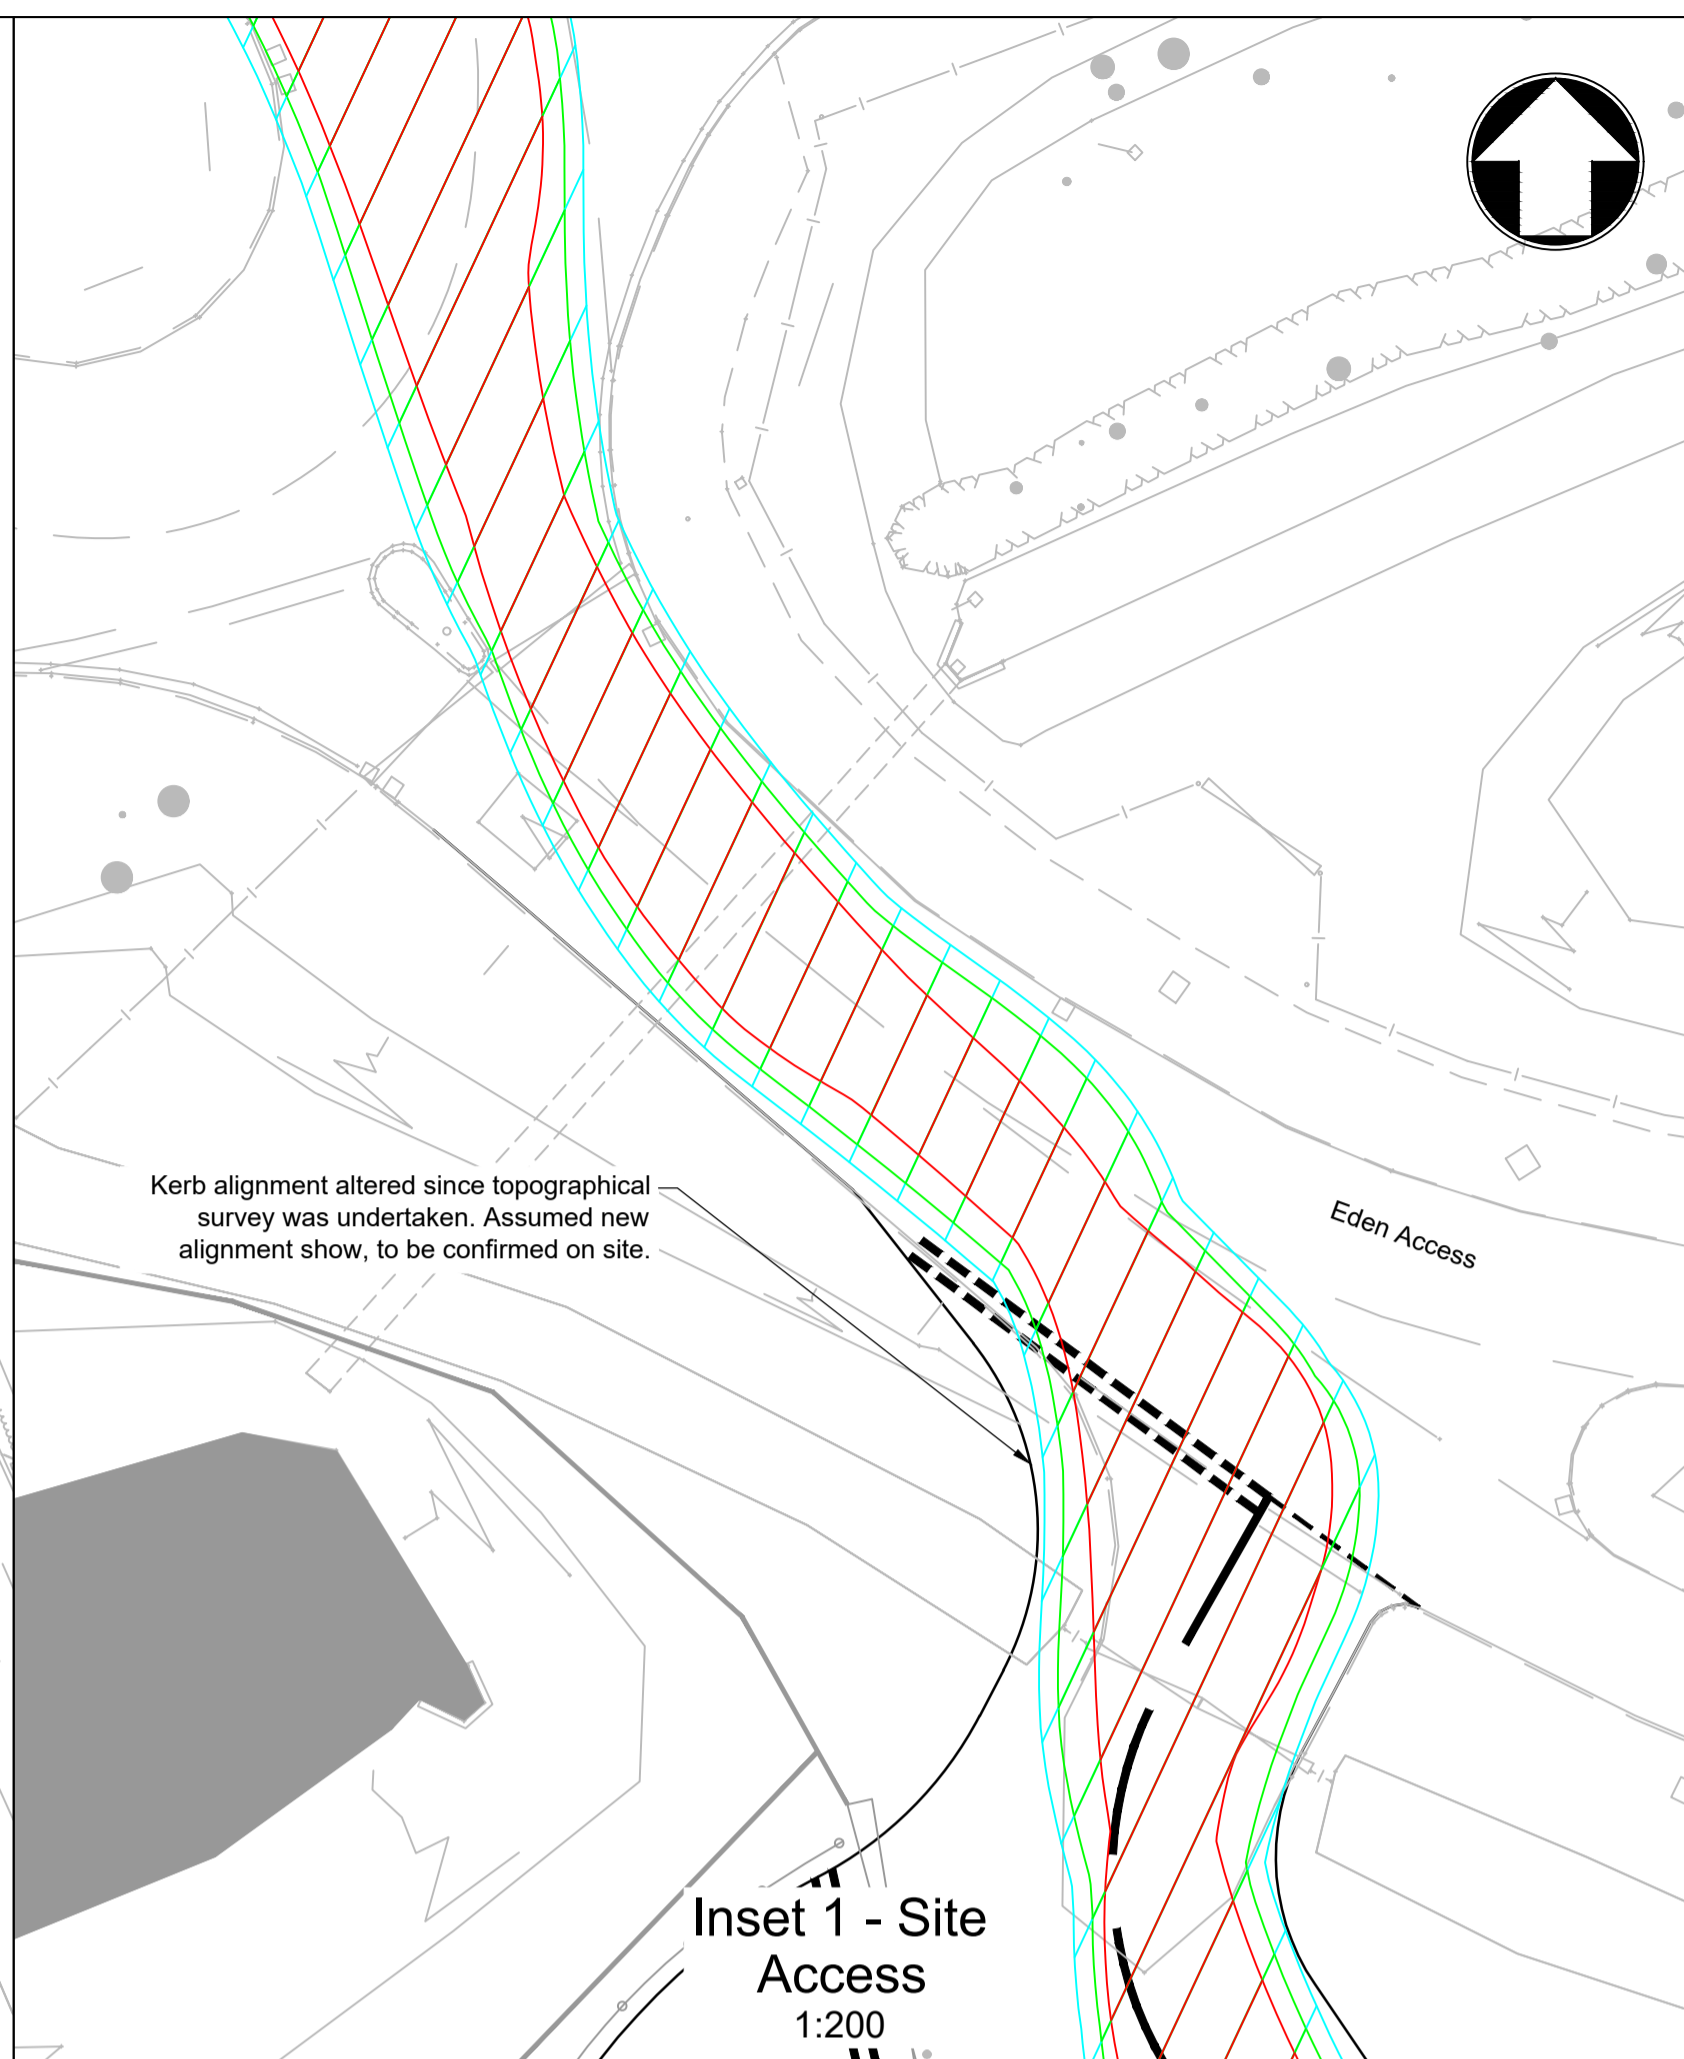 Kerb alignment altered since topographical
survey was undertaken. Assumed new
alignment show, to be confirmed on site.
Eden Access
Inset 1 - Site
Access
1:200